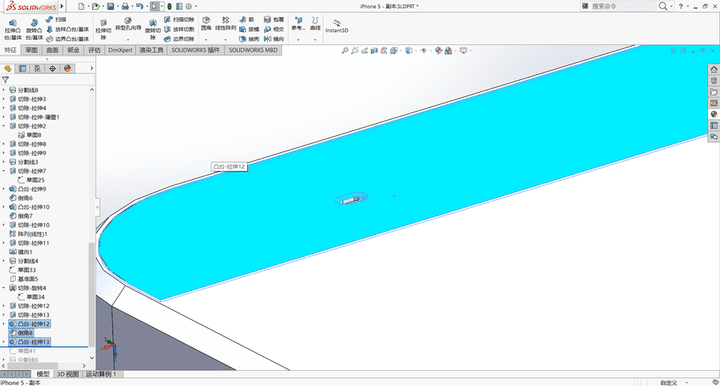 SOLIDWORKS
iPhone 5 - 副本.SLDPRT *
搜索命令
拉伸凸台/基体
旋转凸台/基体
扫描
放样凸台/基体
边界凸台/基体
拉伸切除
异型孔向导
旋转切除
扫描切除
放样切割
边界切除
圆角
线性阵列
筋
拔模
抽壳
包覆
相交
镜向
参考...
曲线
Instant3D
特征
草图
曲面
钣金
评估
DimXpert
渲染工具
SOLIDWORKS 插件
SOLIDWORKS MBD
分割线8
切除-拉伸3
切除-拉伸4
切除-拉伸-薄壁1
切除-拉伸2
草图8
切除-拉伸8
切除-拉伸9
分割线3
切除-拉伸7
草图25
凸台-拉伸9
倒角6
凸台-拉伸10
倒角7
切除-拉伸10
阵列(线性)1
切除-拉伸11
镜向1
分割线4
草图33
基准面5
切除-旋转4
草图34
切除-拉伸12
切除-拉伸13
凸台-拉伸12
倒角8
凸台-拉伸13
草图41
分割线6
凸台-拉伸12
模型
3D 视图
运动算例 1
iPhone 5 - 副本
自定义